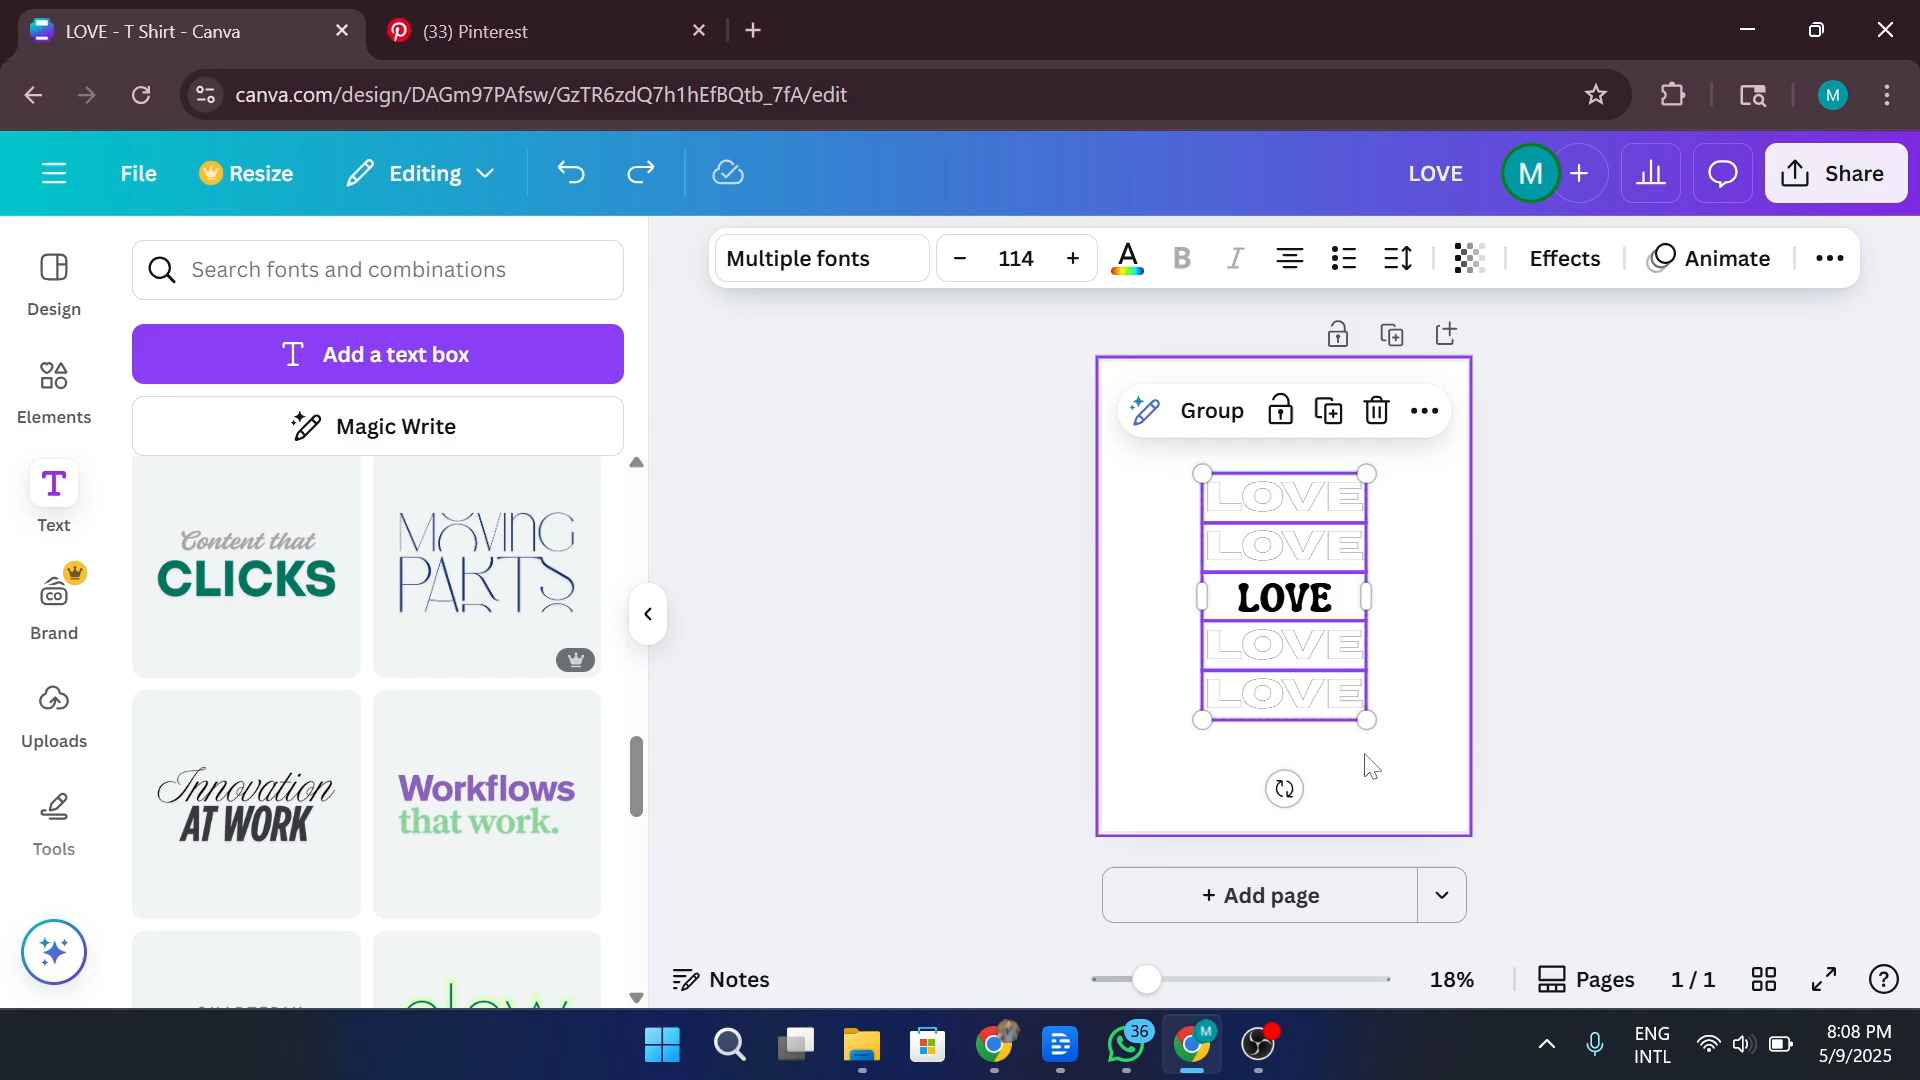 LOVE - T Shirt - Canva
(33) Pinterest
canva.com/design/DAGm97PAfsw/GzTR6zdQ7h1hEfBQtb_7fA/edit
M
File
Resize
Editing
LOVE
M
Share
Design
Elements
Text
Brand
Uploads
Tools
Search fonts and combinations
Add a text box
Magic Write
Content that
CLICKS
MOVING
PARTS
Innovation
AT WORK
Workflows
that work.
glow
Multiple fonts
114
A
B
I
Effects
Animate
Group
LOVE
LOVE
LOVE
LOVE
LOVE
+ Add page
Notes
18%
Pages
1 / 1
36
M
ENG
INTL
8:08 PM
5/9/2025